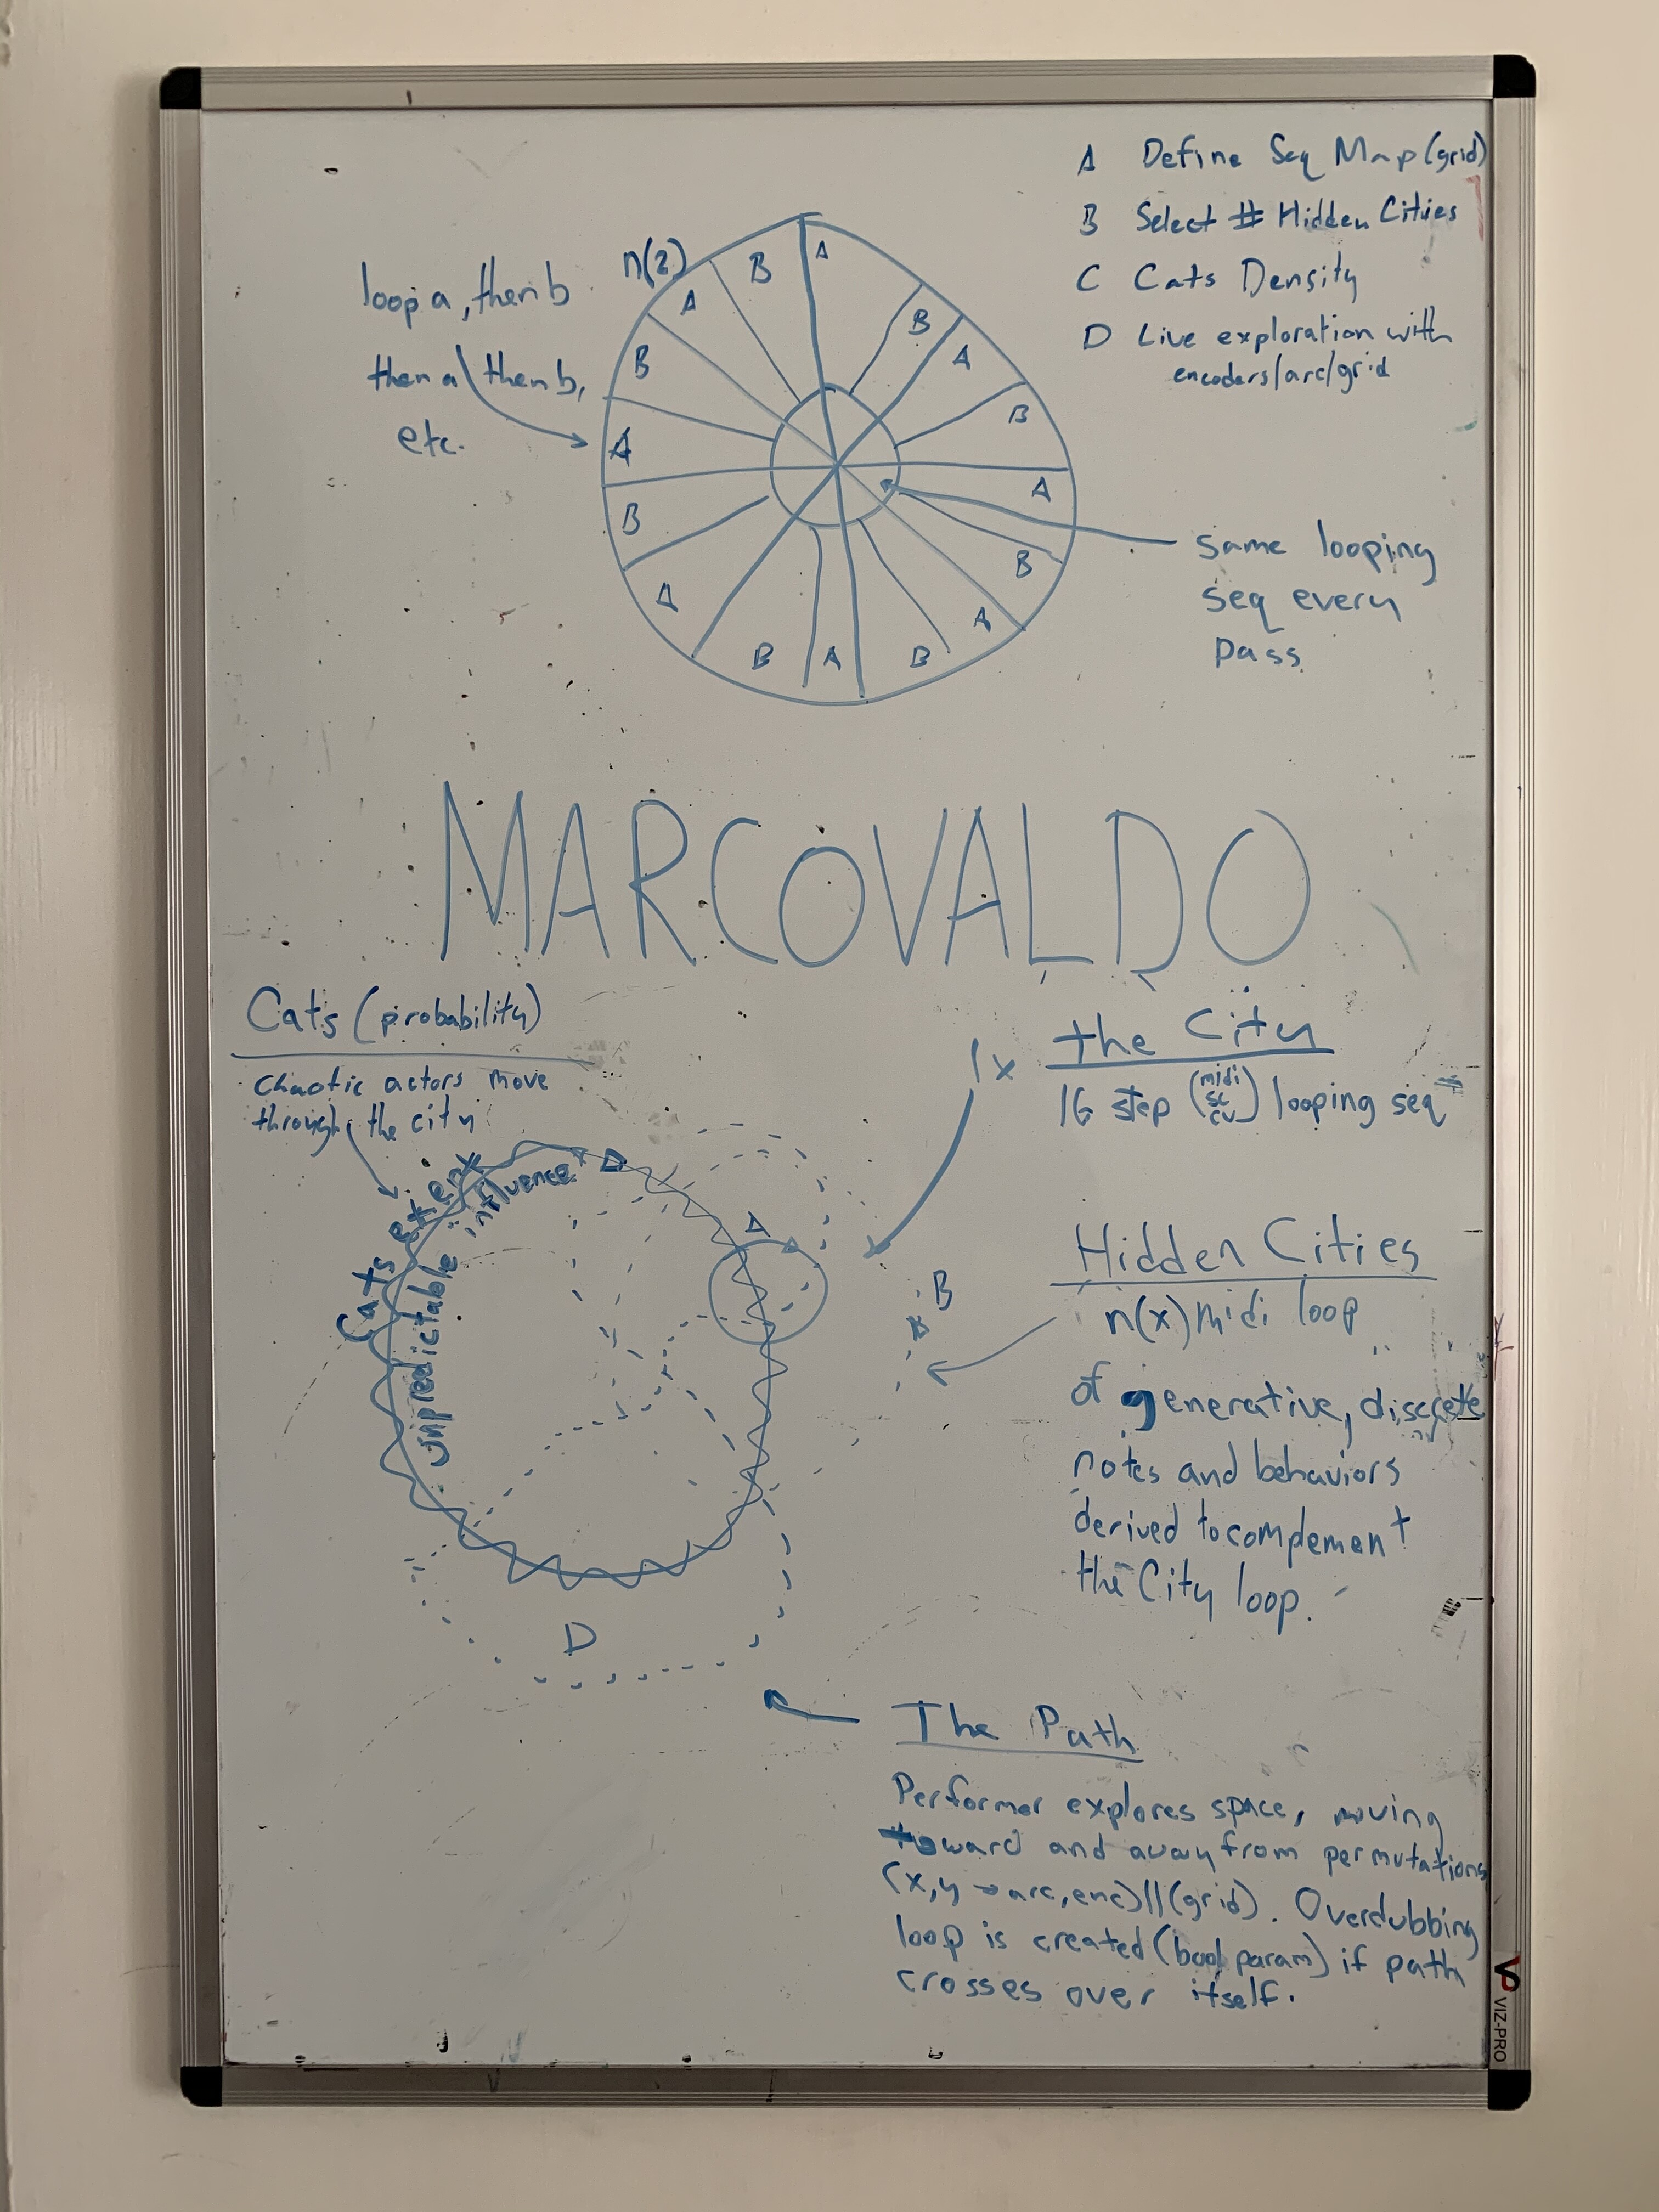 A Define Seq Map (grid)
B Select # Hidden Cities
C Cats Density
D Live exploration with
encoders/arc/grid
loop a, then b
then a then b,
etc.
n(2)
A
B
A
B
A
B
A
B
A
B
A
B
A
B
A
B
same looping
seq every
pass
MARCOVALDO
Cats (probability)
chaotic actors move
through the city
Cats exert
unpredictable influence
1x
the City
16 step (midi
sc
cv) looping seq
A
B
D
Hidden Cities
n(x) midi loop
of generative, discrete
notes and behaviors
derived to complement
the City loop.
The Path
Performer explores space, moving
toward and away from permutations
(x,y → arc,enc)||(grid). Overdubbing
loop is created (bool param) if path
crosses over itself.
VIZ-PRO